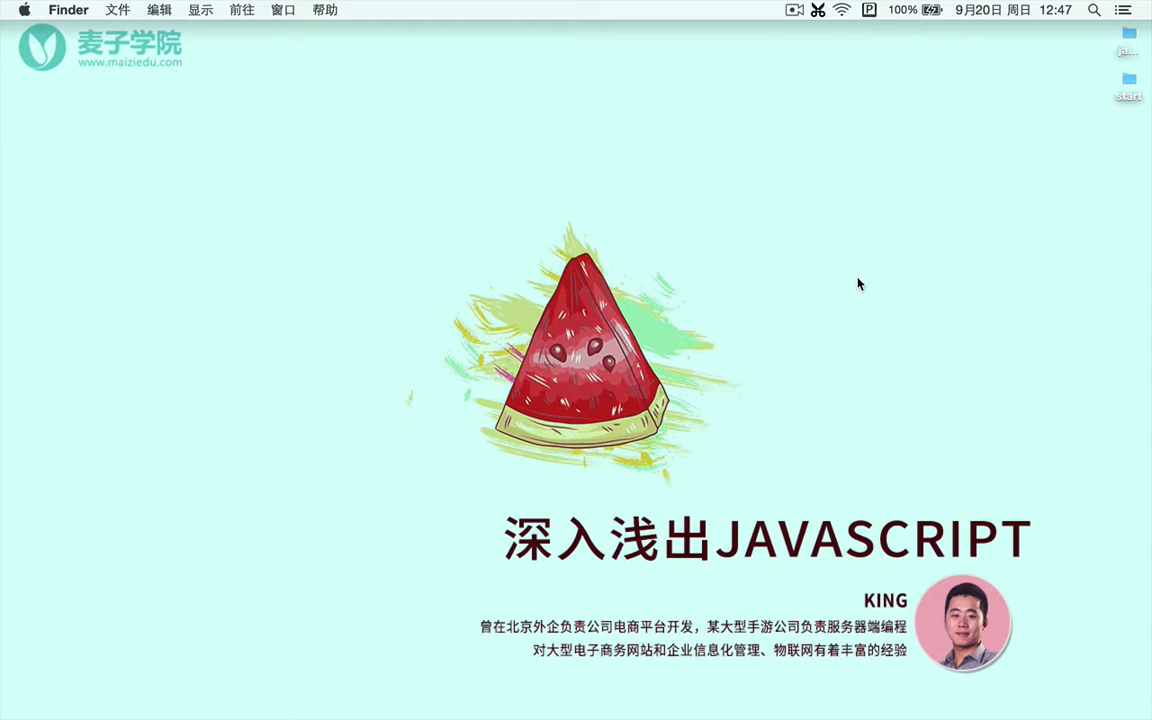 Finder 文件 编辑 显示 前往 窗口 帮助 P 100% 9月20日 周日 12:47
麦子学院
www.maiziedu.com
ja...
start
深入浅出JAVASCRIPT
KING
曾在北京外企负责公司电商平台开发，某大型手游公司负责服务器端编程
对大型电子商务网站和企业信息化管理、物联网有着丰富的经验